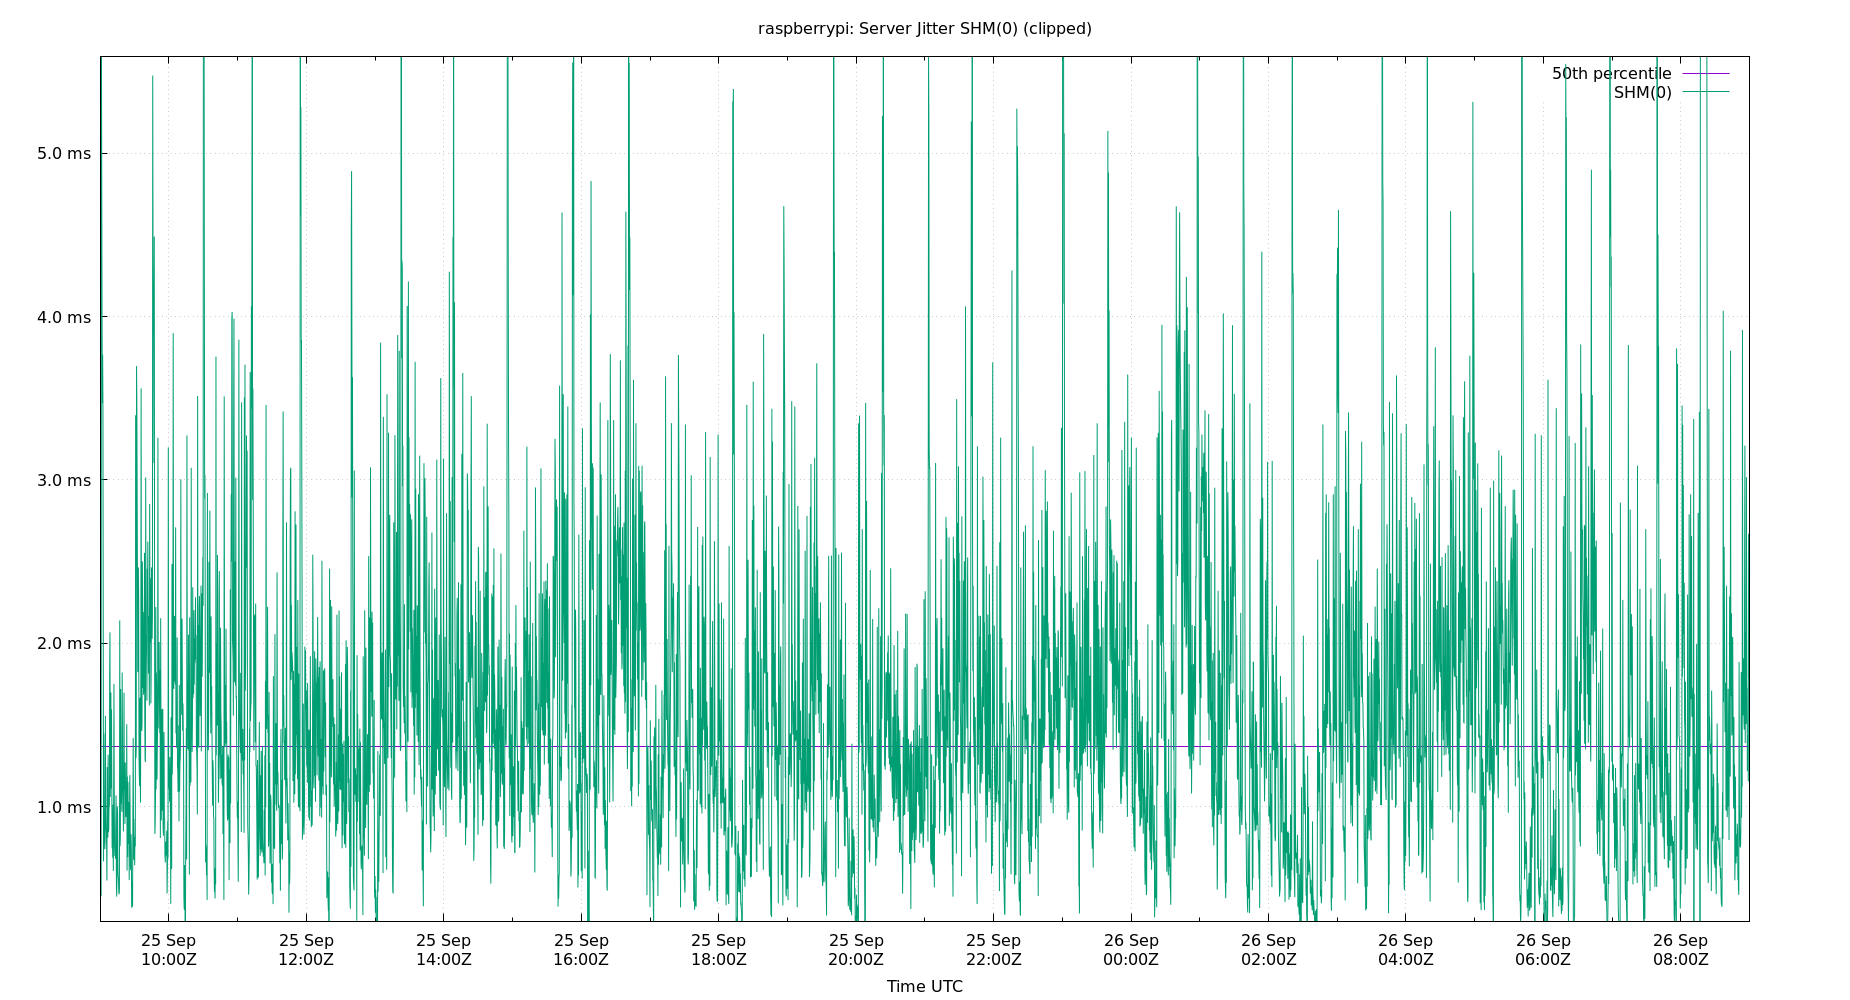 raspberrypi: Server Jitter SHM(0) (clipped)
50th percentile
SHM(0)
5.0 ms
4.0 ms
3.0 ms
2.0 ms
1.0 ms
25 Sep 25 Sep 25 Sep 25 Sep 25 Sep 25 Sep 25 Sep 26 Sep 26 Sep 26 Sep 26 Sep 26 Sep
10:00Z 12:00Z 14:00Z 16:00Z 18:00Z 20:00Z 22:00Z 00:00Z 02:00Z 04:00Z 06:00Z 08:00Z
Time UTC